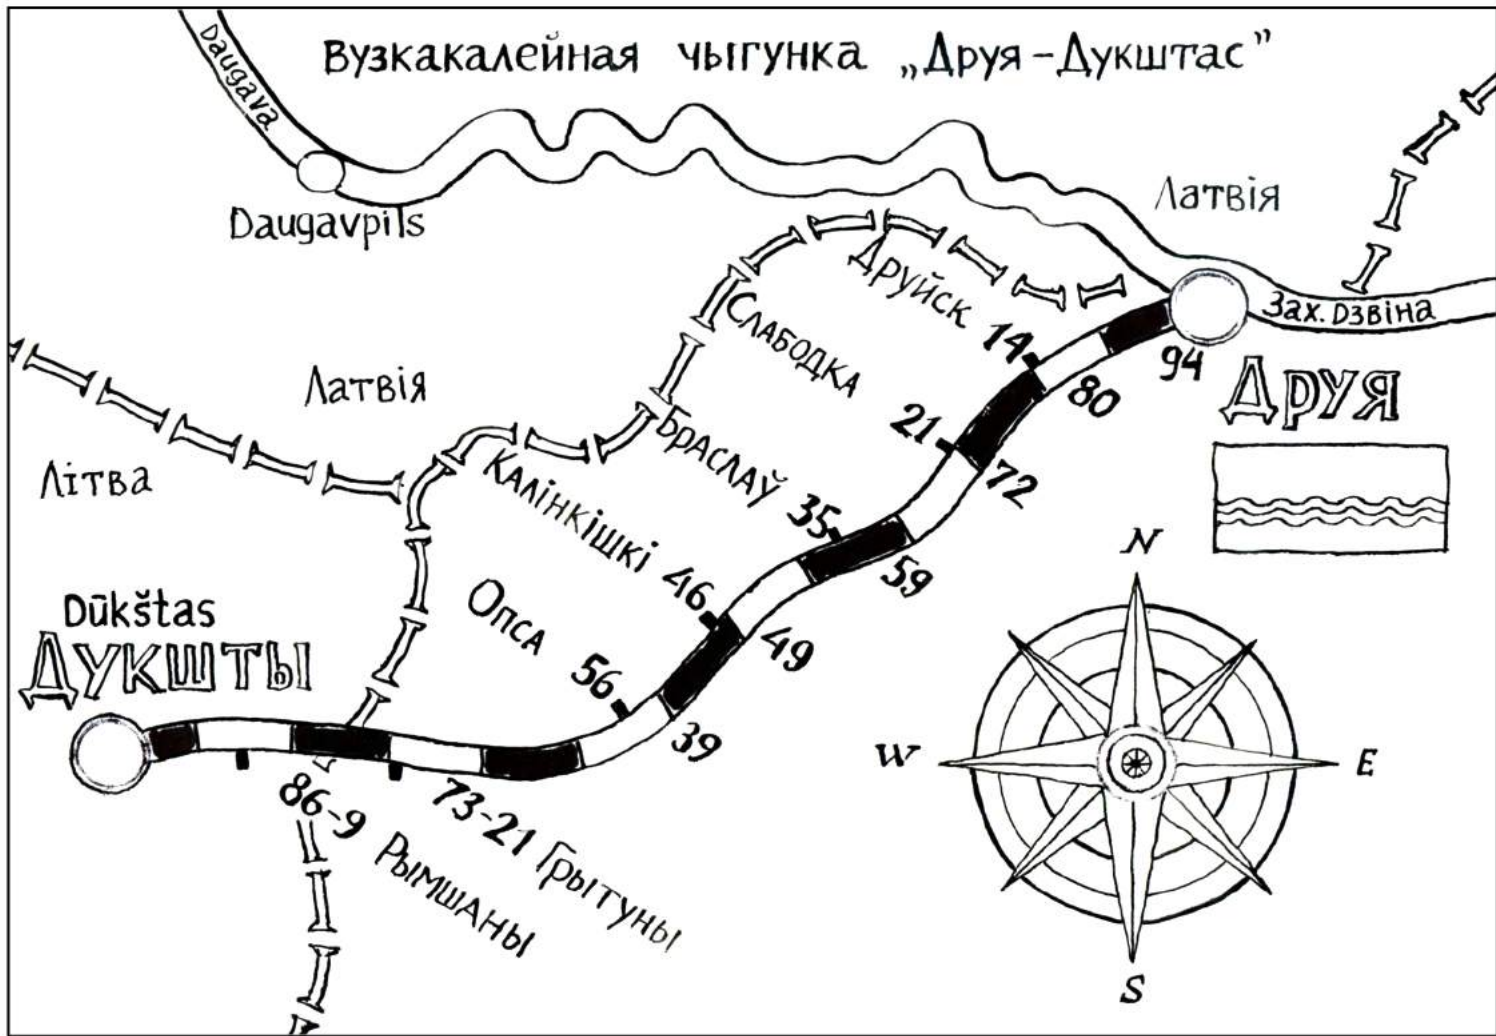 Вузкакалейная чыгунка „Друя-Дукштас”
Daugava
Daugavpils
Латвія
Зах. Дзвіна
Друя
94
Друйск 14
80
Слабодка 21
72
Браслаў 35
59
Латвія
Літва
Калінкішкі 46
49
Опса 56
39
Dūkštas
Дукшты
73-21 Грытуны
86-9 Рымшаны
N
W
E
S